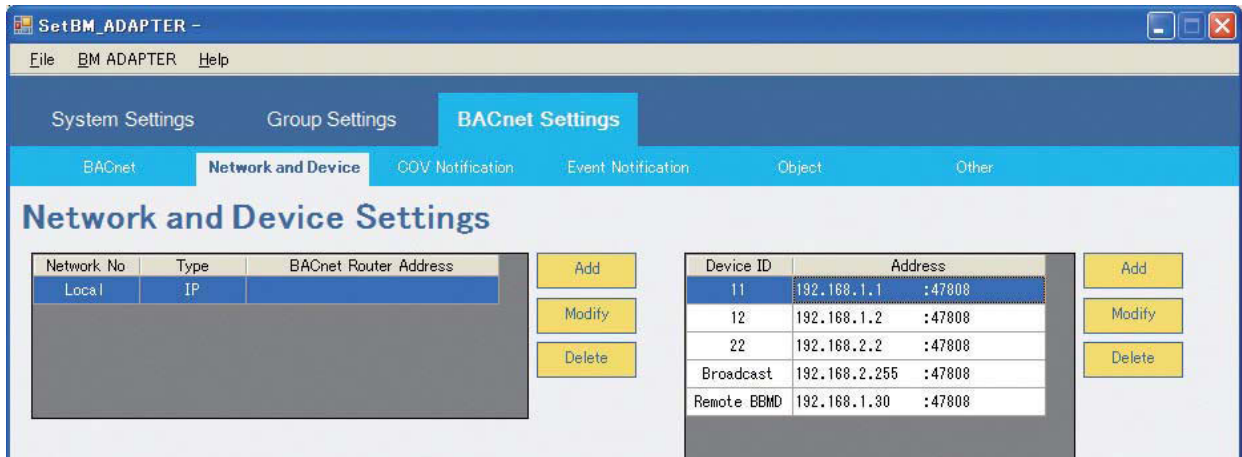 SetBM_ADAPTER -
File BM ADAPTER Help
System Settings Group Settings BACnet Settings
BACnet Network and Device COV Notification Event Notification Object Other
Network and Device Settings
Network No Type BACnet Router Address
Local IP
Add
Modify
Delete
Device ID Address
11 192.168.1.1 :47808
12 192.168.1.2 :47808
22 192.168.2.2 :47808
Broadcast 192.168.2.255 :47808
Remote BBMD 192.168.1.30 :47808
Add
Modify
Delete